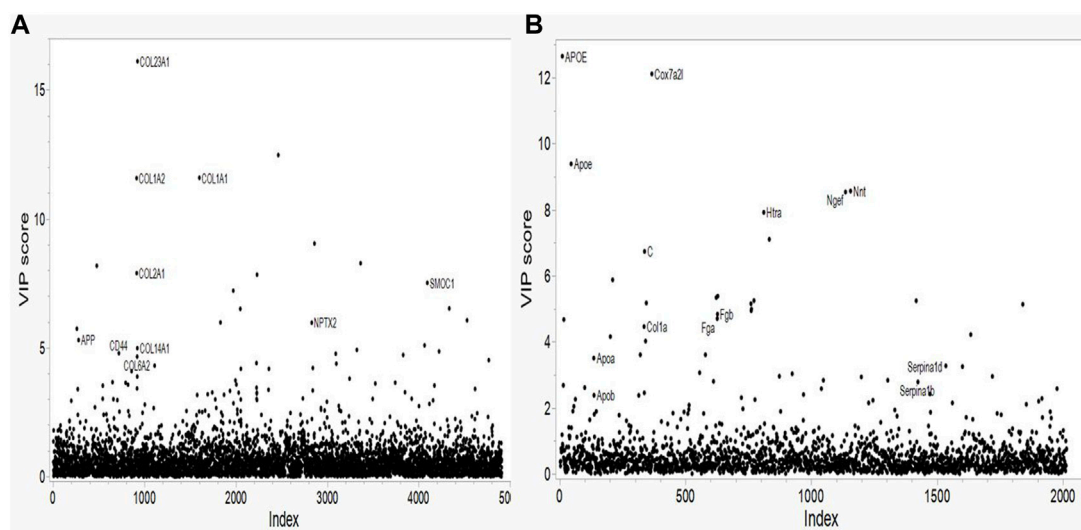 A
B
VIP score
15
10
5
0
COL23A1
COL1A2
COL1A1
COL2A1
SMOC1
NPTX2
APP
CD44
COL14A1
COL6A2
0
1000
2000
3000
4000
50
Index
VIP score
12
10
8
6
4
2
0
APOE
Cox7a2l
Apoe
Nnt
Ngef
Htra
C
Col1a
Fgb
Fga
Apoa
Serpina1d
Serpina1b
Apob
0
500
1000
1500
2000
Index